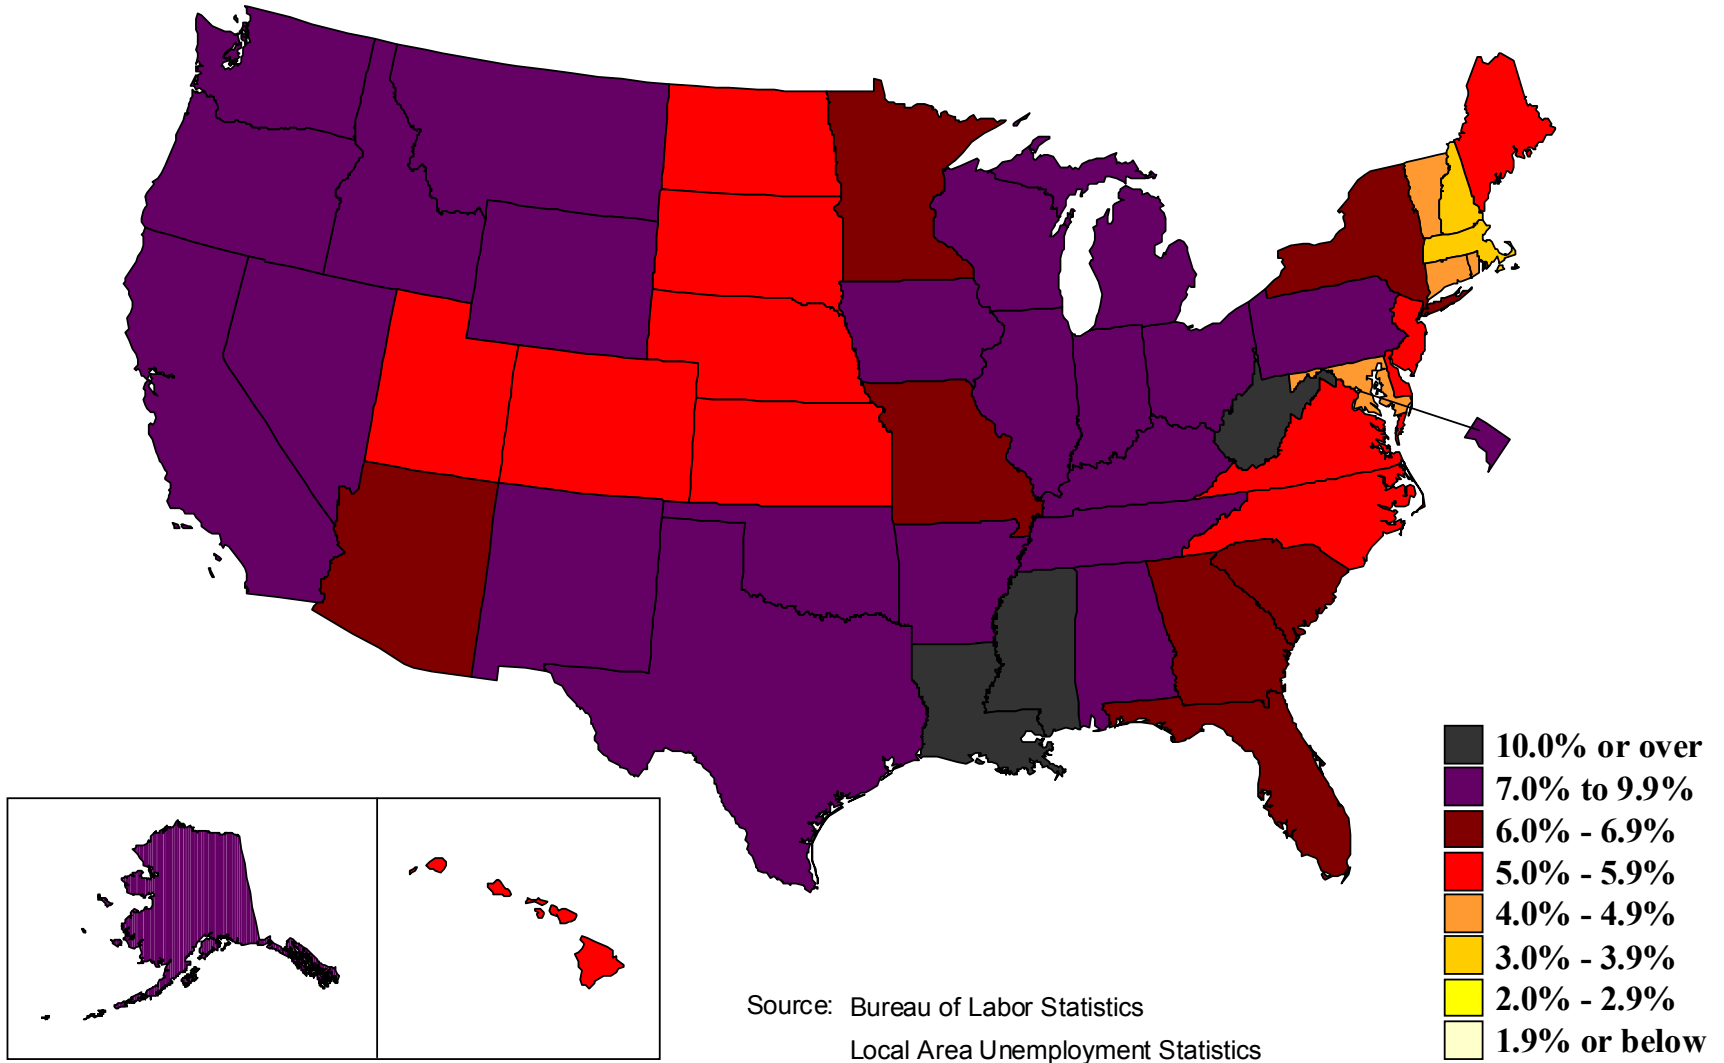 10.0% or over
7.0% to 9.9%
6.0% - 6.9%
5.0% - 5.9%
4.0% - 4.9%
3.0% - 3.9%
2.0% - 2.9%
1.9% or below
Source: Bureau of Labor Statistics
Local Area Unemployment Statistics